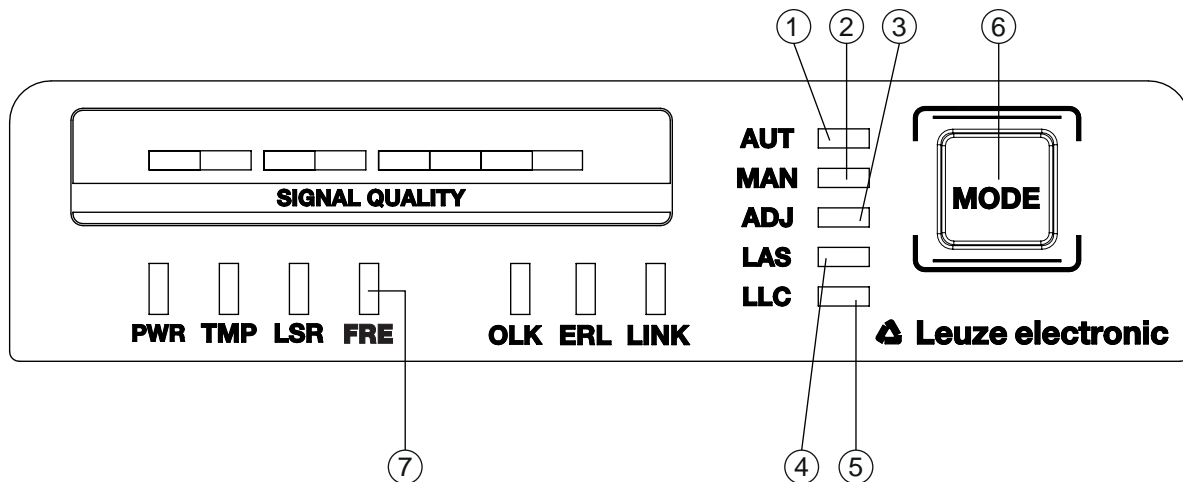 1 2 3 6
AUT
MAN
ADJ
LAS
LLC
MODE
SIGNAL QUALITY
PWR TMP LSR FRE OLK ERL LINK
Leuze electronic
7 4 5